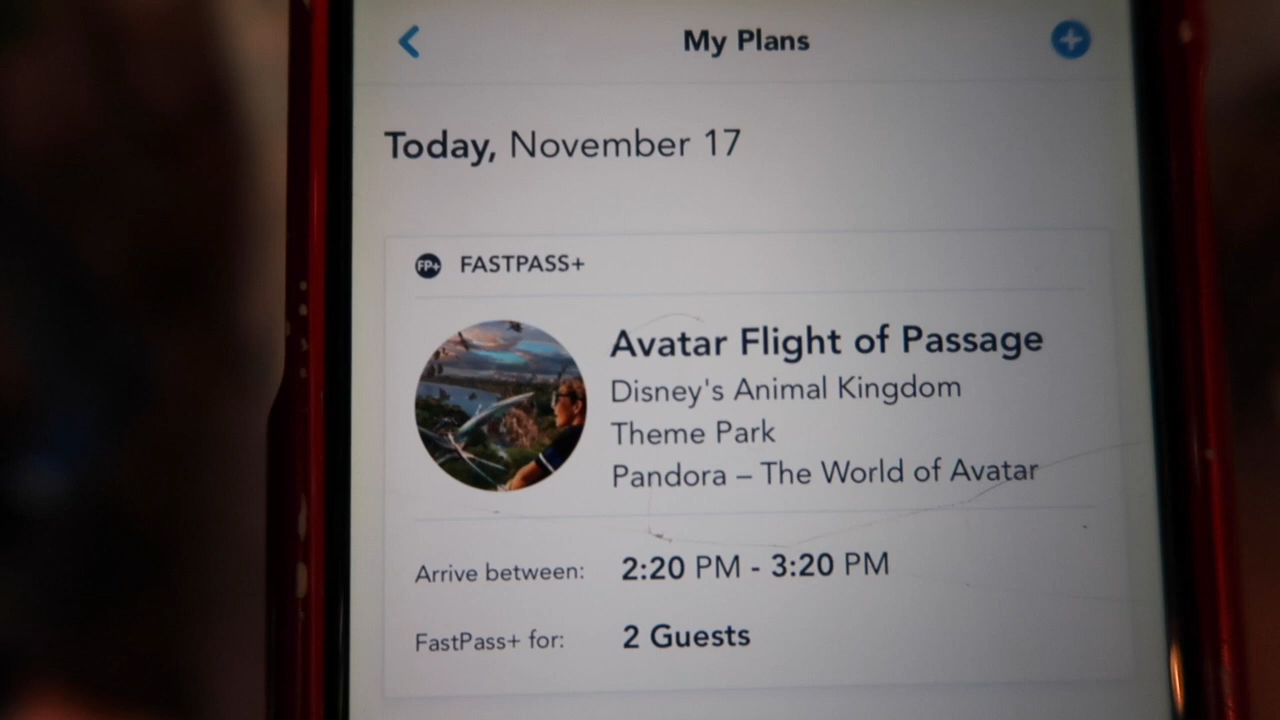 My Plans
Today, November 17
FP+ FASTPASS+
Avatar Flight of Passage
Disney's Animal Kingdom
Theme Park
Pandora – The World of Avatar
Arrive between: 2:20 PM - 3:20 PM
FastPass+ for: 2 Guests